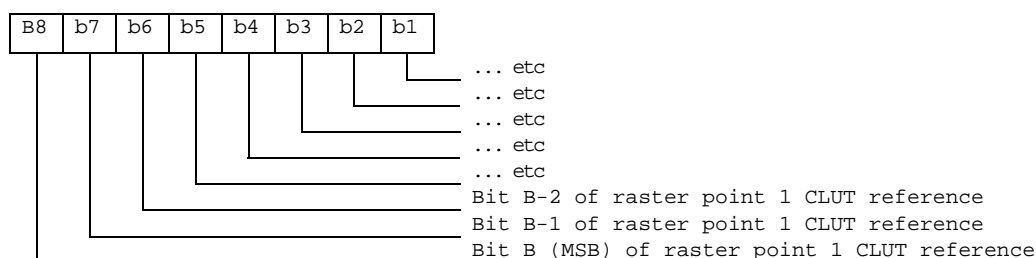 B8 b7 b6 b5 b4 b3 b2 b1
... etc
... etc
... etc
... etc
... etc
Bit B-2 of raster point 1 CLUT reference
Bit B-1 of raster point 1 CLUT reference
Bit B (MSB) of raster point 1 CLUT reference